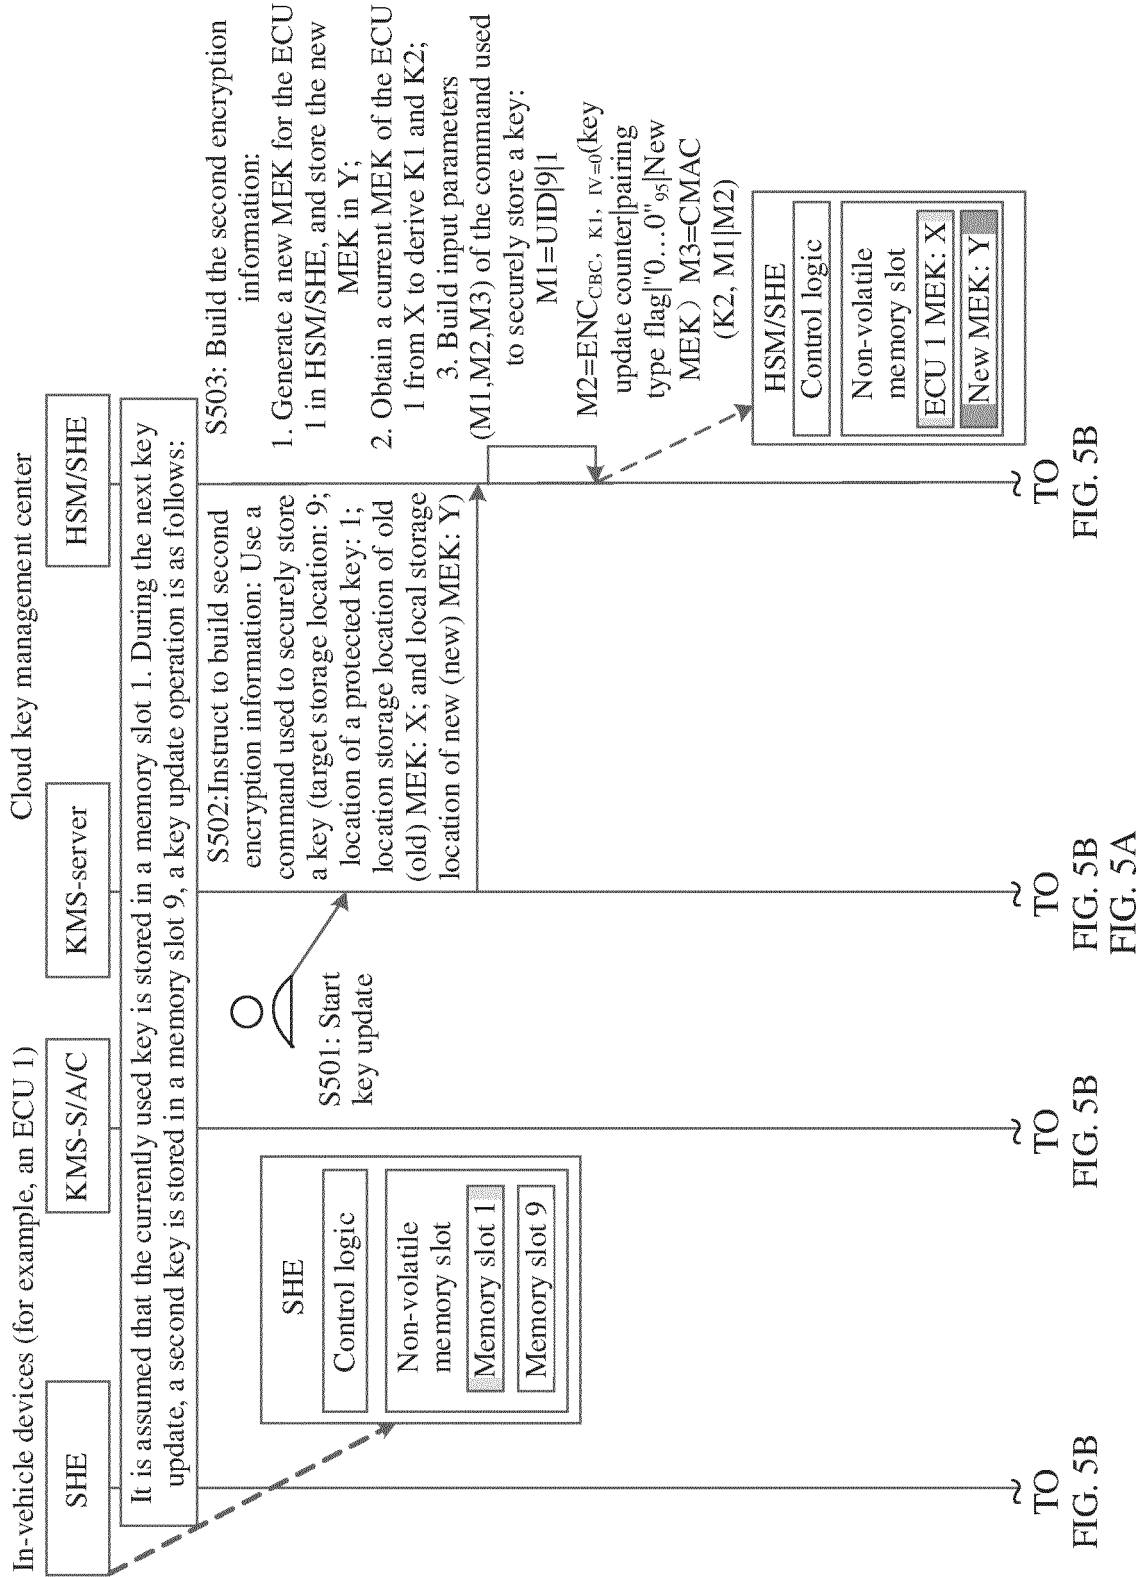 In-vehicle devices (for example, an ECU 1)
Cloud key management center
SHE
KMS-S/A/C
KMS-server
HSM/SHE
It is assumed that the currently used key is stored in a memory slot 1. During the next key
update, a second key is stored in a memory slot 9, a key update operation is as follows:
SHE
Control logic
Non-volatile
memory slot
Memory slot 1
Memory slot 9
S501: Start
key update
S502:Instruct to build second
encryption information: Use a
command used to securely store
a key (target storage location: 9;
location of a protected key: 1;
location storage location of old
(old) MEK: X; and local storage
location of new (new) MEK: Y)
S503: Build the second encryption
information:
1. Generate a new MEK for the ECU
1 in HSM/SHE, and store the new
MEK in Y;
2. Obtain a current MEK of the ECU
1 from X to derive K1 and K2;
3. Build input parameters
(M1,M2,M3) of the command used
to securely store a key:
M1=UID|9|1
M2=ENC_CBC, K1, IV=0(key
update counter|pairing
type flag|"0…0"95|New
MEK）M3=CMAC
(K2, M1|M2)
HSM/SHE
Control logic
Non-volatile
memory slot
ECU 1 MEK: X
New MEK: Y
TO
FIG. 5B
TO
FIG. 5B
TO
FIG. 5B
TO
FIG. 5B
FIG. 5A